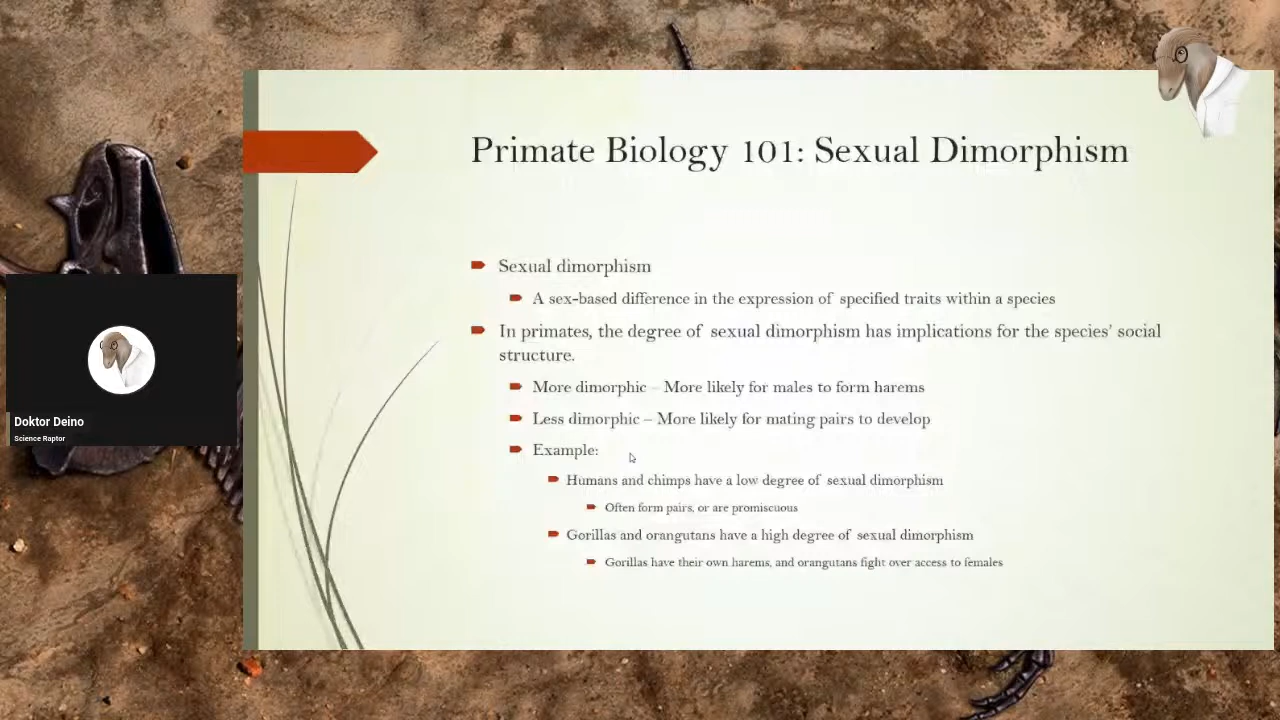 Primate Biology 101: Sexual Dimorphism
Sexual dimorphism
A sex-based difference in the expression of specified traits within a species
In primates, the degree of sexual dimorphism has implications for the species' social
structure.
More dimorphic – More likely for males to form harems
Less dimorphic – More likely for mating pairs to develop
Example:
Humans and chimps have a low degree of sexual dimorphism
Often form pairs, or are promiscuous
Gorillas and orangutans have a high degree of sexual dimorphism
Gorillas have their own harems, and orangutans fight over access to females
Doktor Deino
Science Raptor